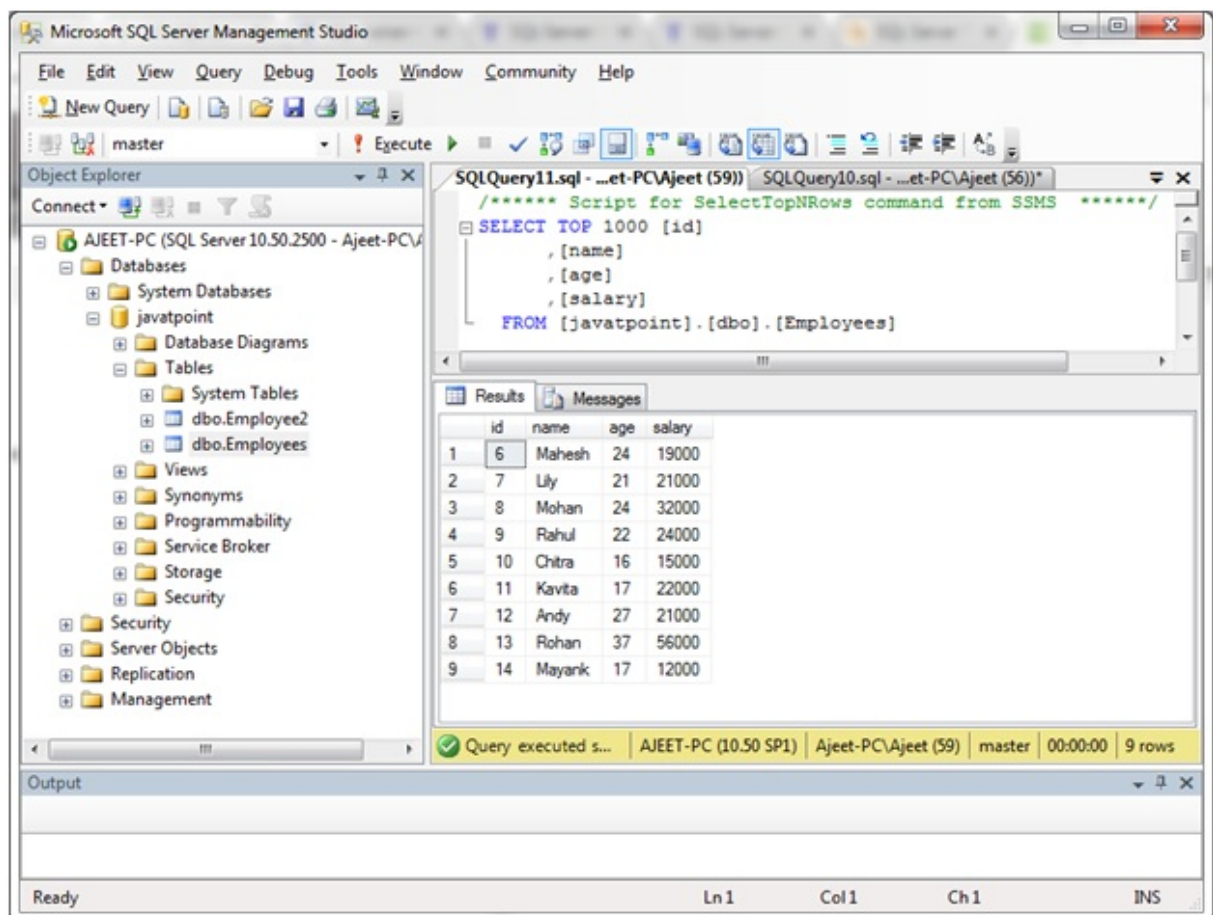 Microsoft SQL Server Management Studio
File Edit View Query Debug Tools Window Community Help
New Query
master Execute
Object Explorer
Connect
AJEET-PC (SQL Server 10.50.2500 - Ajeet-PC\A
Databases
System Databases
javatpoint
Database Diagrams
Tables
System Tables
dbo.Employee2
dbo.Employees
Views
Synonyms
Programmability
Service Broker
Storage
Security
Security
Server Objects
Replication
Management
SQLQuery11.sql - ...et-PC\Ajeet (59)) SQLQuery10.sql - ...et-PC\Ajeet (56))*
/****** Script for SelectTopNRows command from SSMS ******/
SELECT TOP 1000 [id]
,[name]
,[age]
,[salary]
FROM [javatpoint].[dbo].[Employees]
Results Messages
id name age salary
1 6 Mahesh 24 19000
2 7 Lily 21 21000
3 8 Mohan 24 32000
4 9 Rahul 22 24000
5 10 Chitra 16 15000
6 11 Kavita 17 22000
7 12 Andy 27 21000
8 13 Rohan 37 56000
9 14 Mayank 17 12000
Query executed s... AJEET-PC (10.50 SP1) Ajeet-PC\Ajeet (59) master 00:00:00 9 rows
Output
Ready Ln 1 Col 1 Ch 1 INS